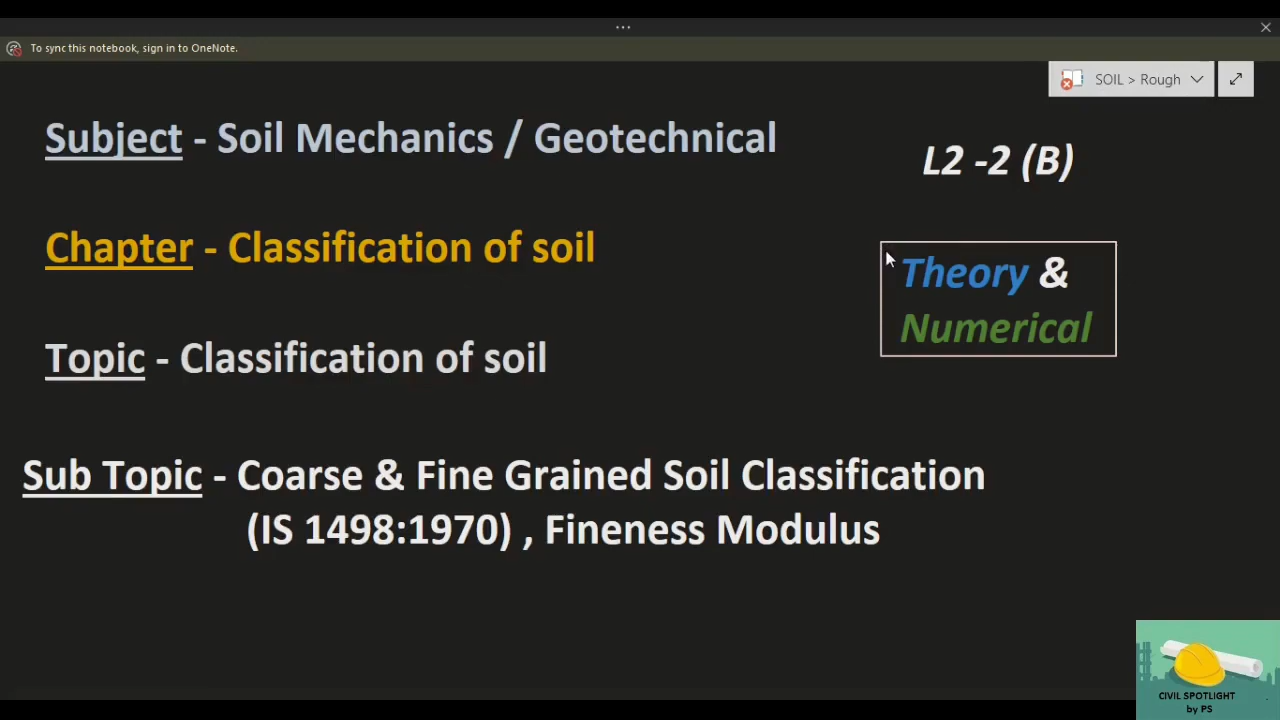 To sync this notebook, sign in to OneNote.
SOIL > Rough
Subject - Soil Mechanics / Geotechnical
L2 -2 (B)
Chapter - Classification of soil
Theory &
Numerical
Topic - Classification of soil
Sub Topic - Coarse & Fine Grained Soil Classification
(IS 1498:1970) , Fineness Modulus
CIVIL SPOTLIGHT
by PS